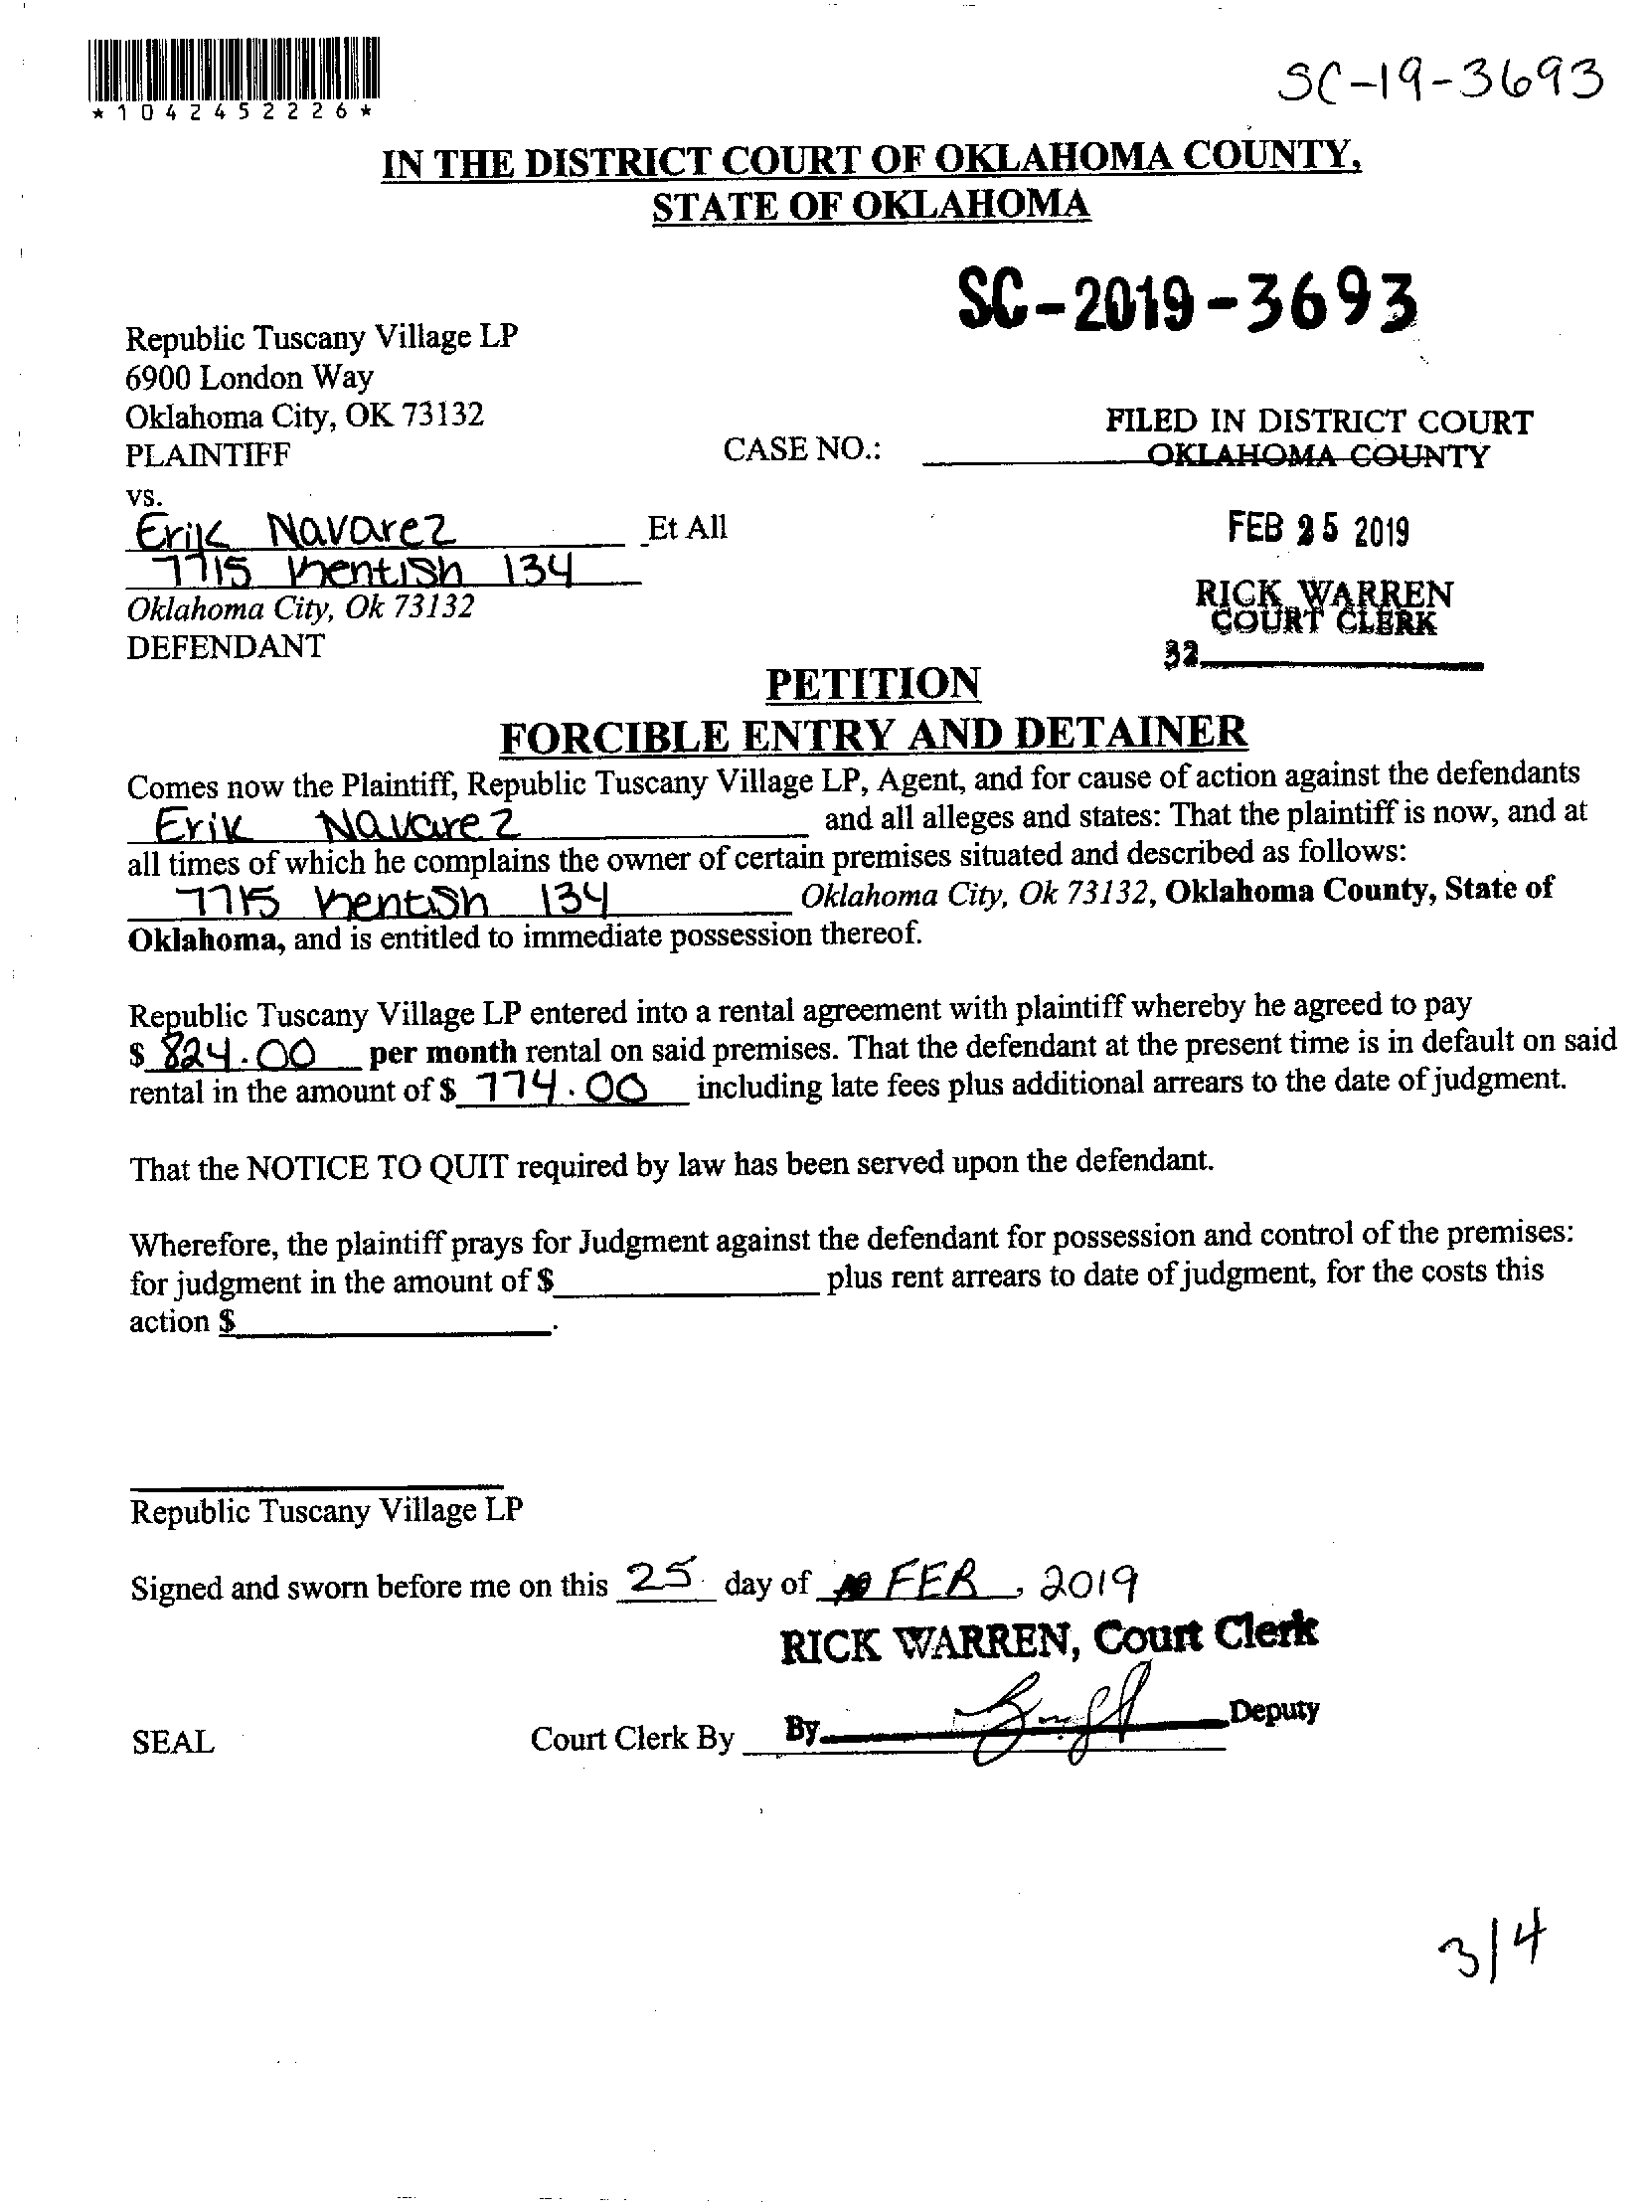 *1042452226*
SC-19-3693
IN THE DISTRICT COURT OF OKLAHOMA COUNTY,
STATE OF OKLAHOMA
SC-2019-3693
Republic Tuscany Village LP
6900 London Way
Oklahoma City, OK 73132
PLAINTIFF
CASE NO.:
FILED IN DISTRICT COURT
OKLAHOMA COUNTY
vs.
Erik Navarez Et All
7715 Kentish 134
Oklahoma City, Ok 73132
DEFENDANT
FEB 25 2019
RICK WARREN
COURT CLERK
32
PETITION
FORCIBLE ENTRY AND DETAINER
Comes now the Plaintiff, Republic Tuscany Village LP, Agent, and for cause of action against the defendants
Erik Navarez and all alleges and states: That the plaintiff is now, and at
all times of which he complains the owner of certain premises situated and described as follows:
7715 Kentish 134 Oklahoma City, Ok 73132, Oklahoma County, State of
Oklahoma, and is entitled to immediate possession thereof.
Republic Tuscany Village LP entered into a rental agreement with plaintiff whereby he agreed to pay
$ 824.00 per month rental on said premises. That the defendant at the present time is in default on said
rental in the amount of $ 774.00 including late fees plus additional arrears to the date of judgment.
That the NOTICE TO QUIT required by law has been served upon the defendant.
Wherefore, the plaintiff prays for Judgment against the defendant for possession and control of the premises:
for judgment in the amount of $ plus rent arrears to date of judgment, for the costs this
action $ .
Republic Tuscany Village LP
Signed and sworn before me on this 25 day of FEB, 2019
RICK WARREN, Court Clerk
SEAL
Court Clerk By By Deputy
3/4